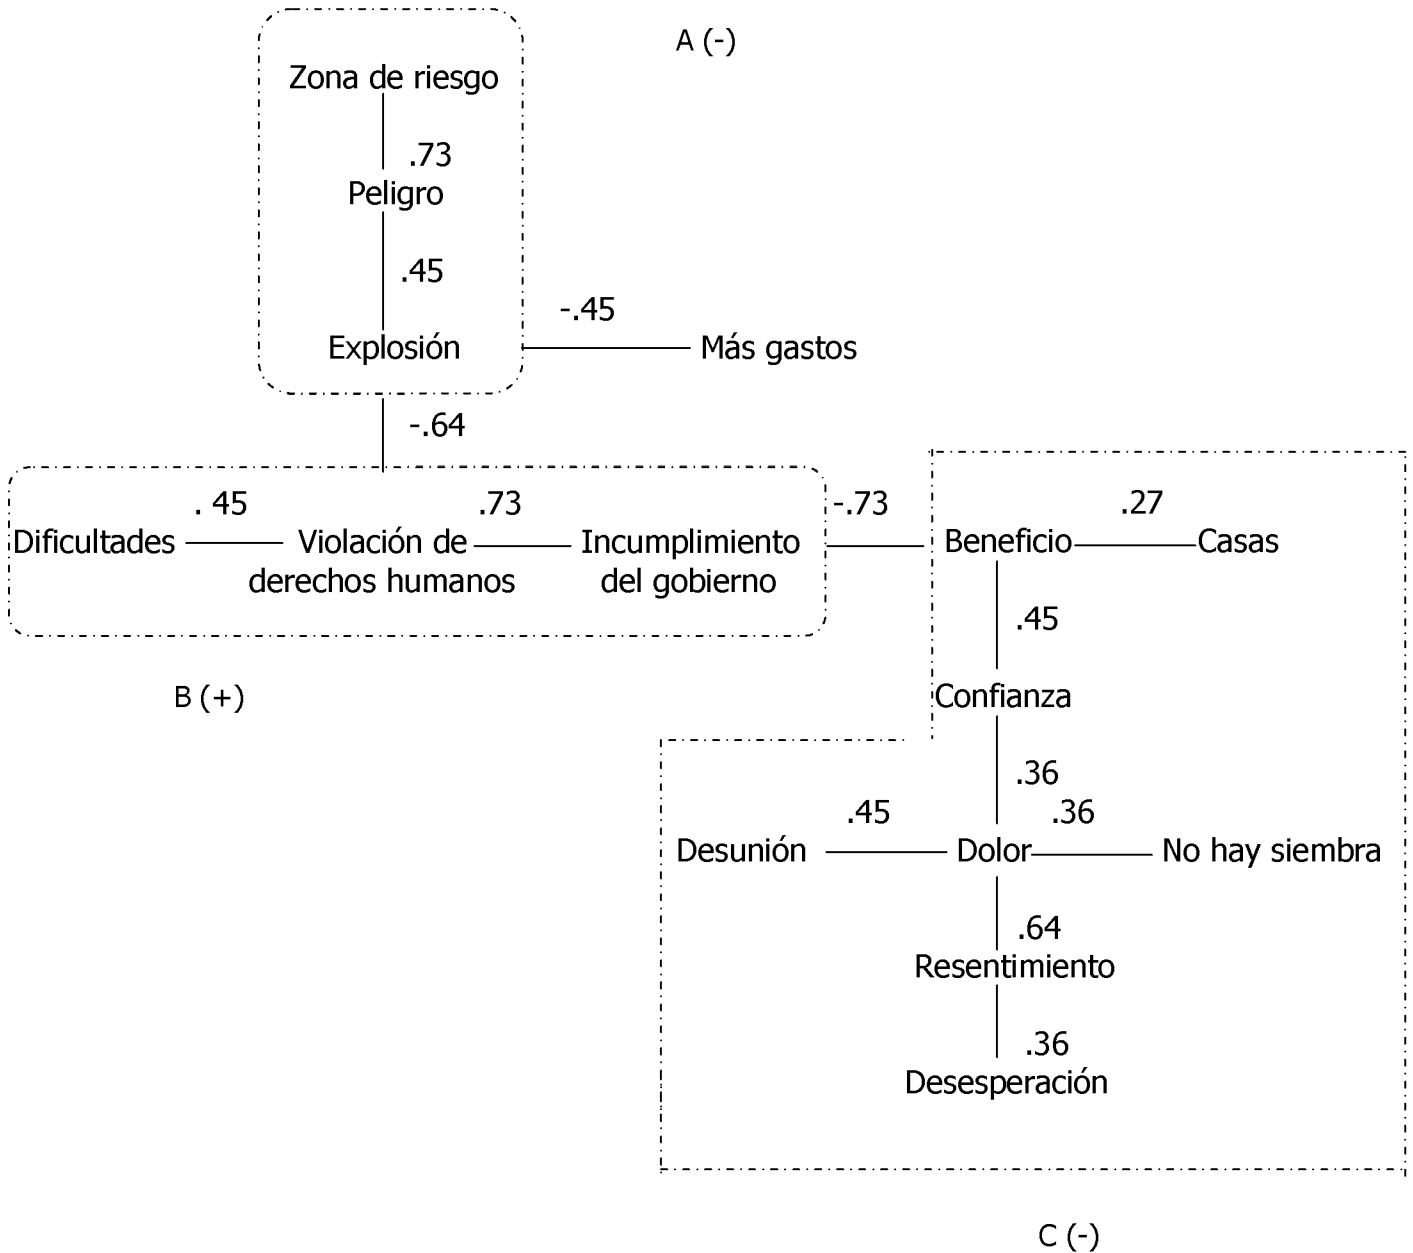 A (-)
Zona de riesgo
.73
Peligro
.45
-.45
Explosión
Más gastos
-.64
. 45
.73
-.73
.27
Dificultades
Violación de
derechos humanos
Incumplimiento
del gobierno
Beneficio
Casas
.45
B (+)
Confianza
.36
.45
.36
Desunión
Dolor
No hay siembra
.64
Resentimiento
.36
Desesperación
C (-)